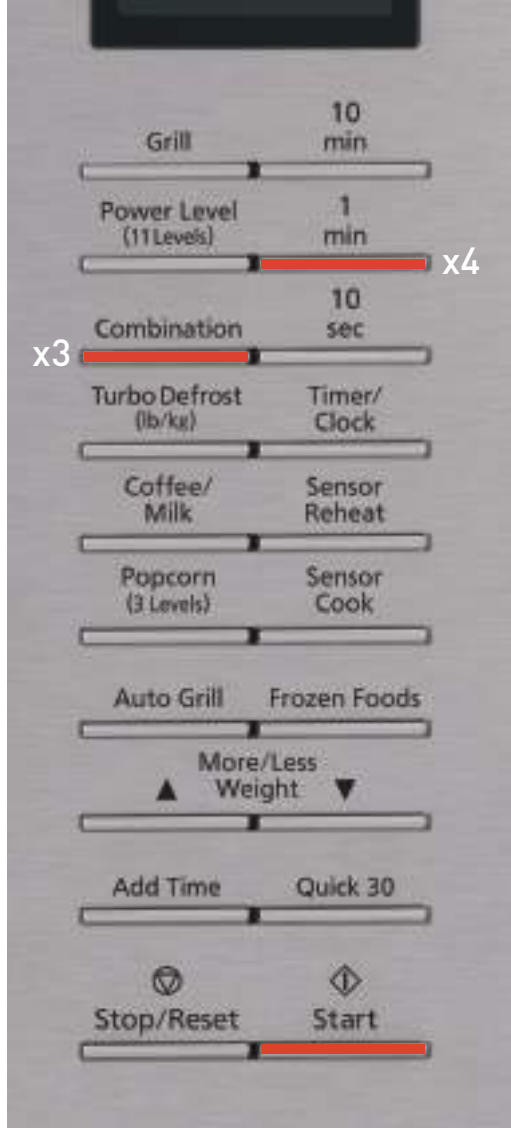 10
Grill min
Power Level 1
(11 Levels) min
x4
10
Combination sec
x3
Turbo Defrost Timer/
(lb/kg) Clock
Coffee/ Sensor
Milk Reheat
Popcorn Sensor
(3 Levels) Cook
Auto Grill Frozen Foods
More/Less
Weight
Add Time Quick 30
Stop/Reset Start